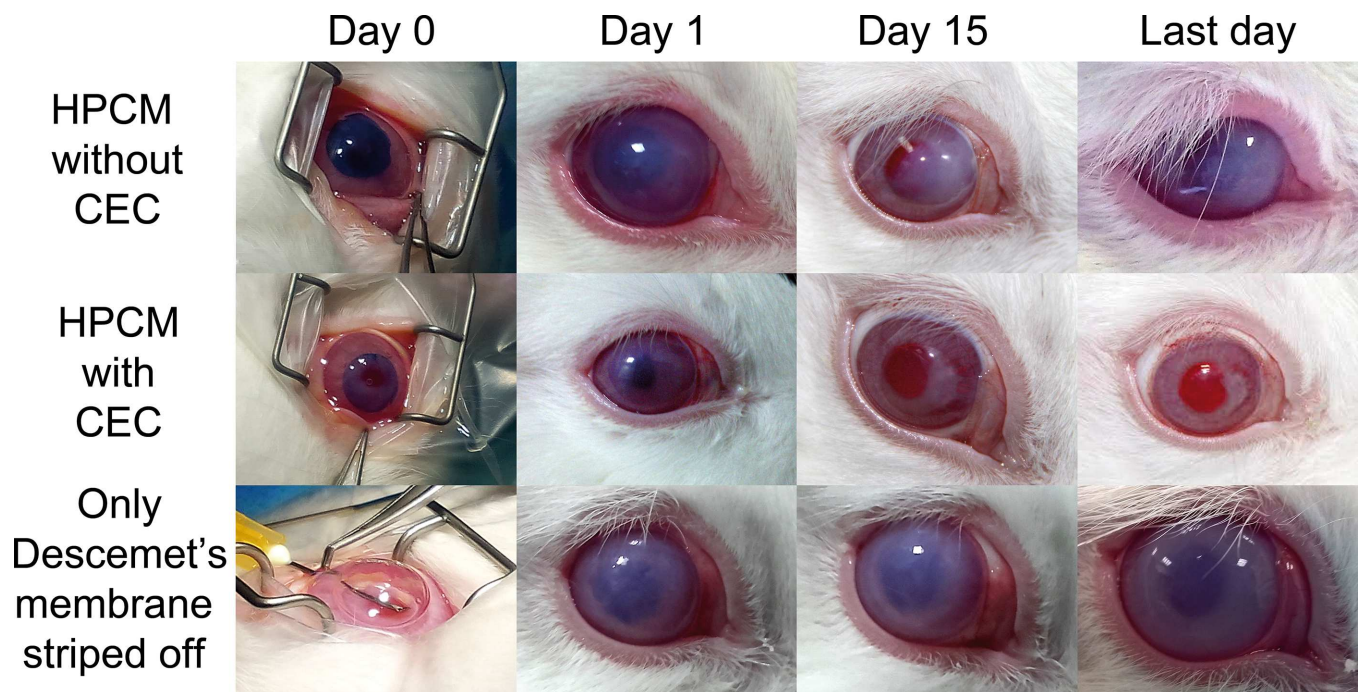 Day 0 Day 1 Day 15 Last day
HPCM
without
CEC
HPCM
with
CEC
Only
Descemet's
membrane
striped off